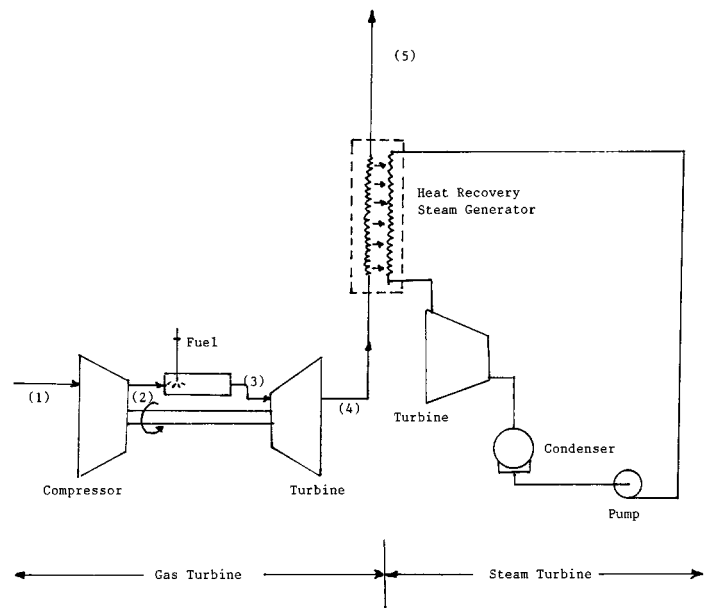 (5)
Heat Recovery
Steam Generator
Fuel
(1)
(2)
(3)
(4)
Turbine
Condenser
Compressor
Turbine
Pump
Gas Turbine
Steam Turbine